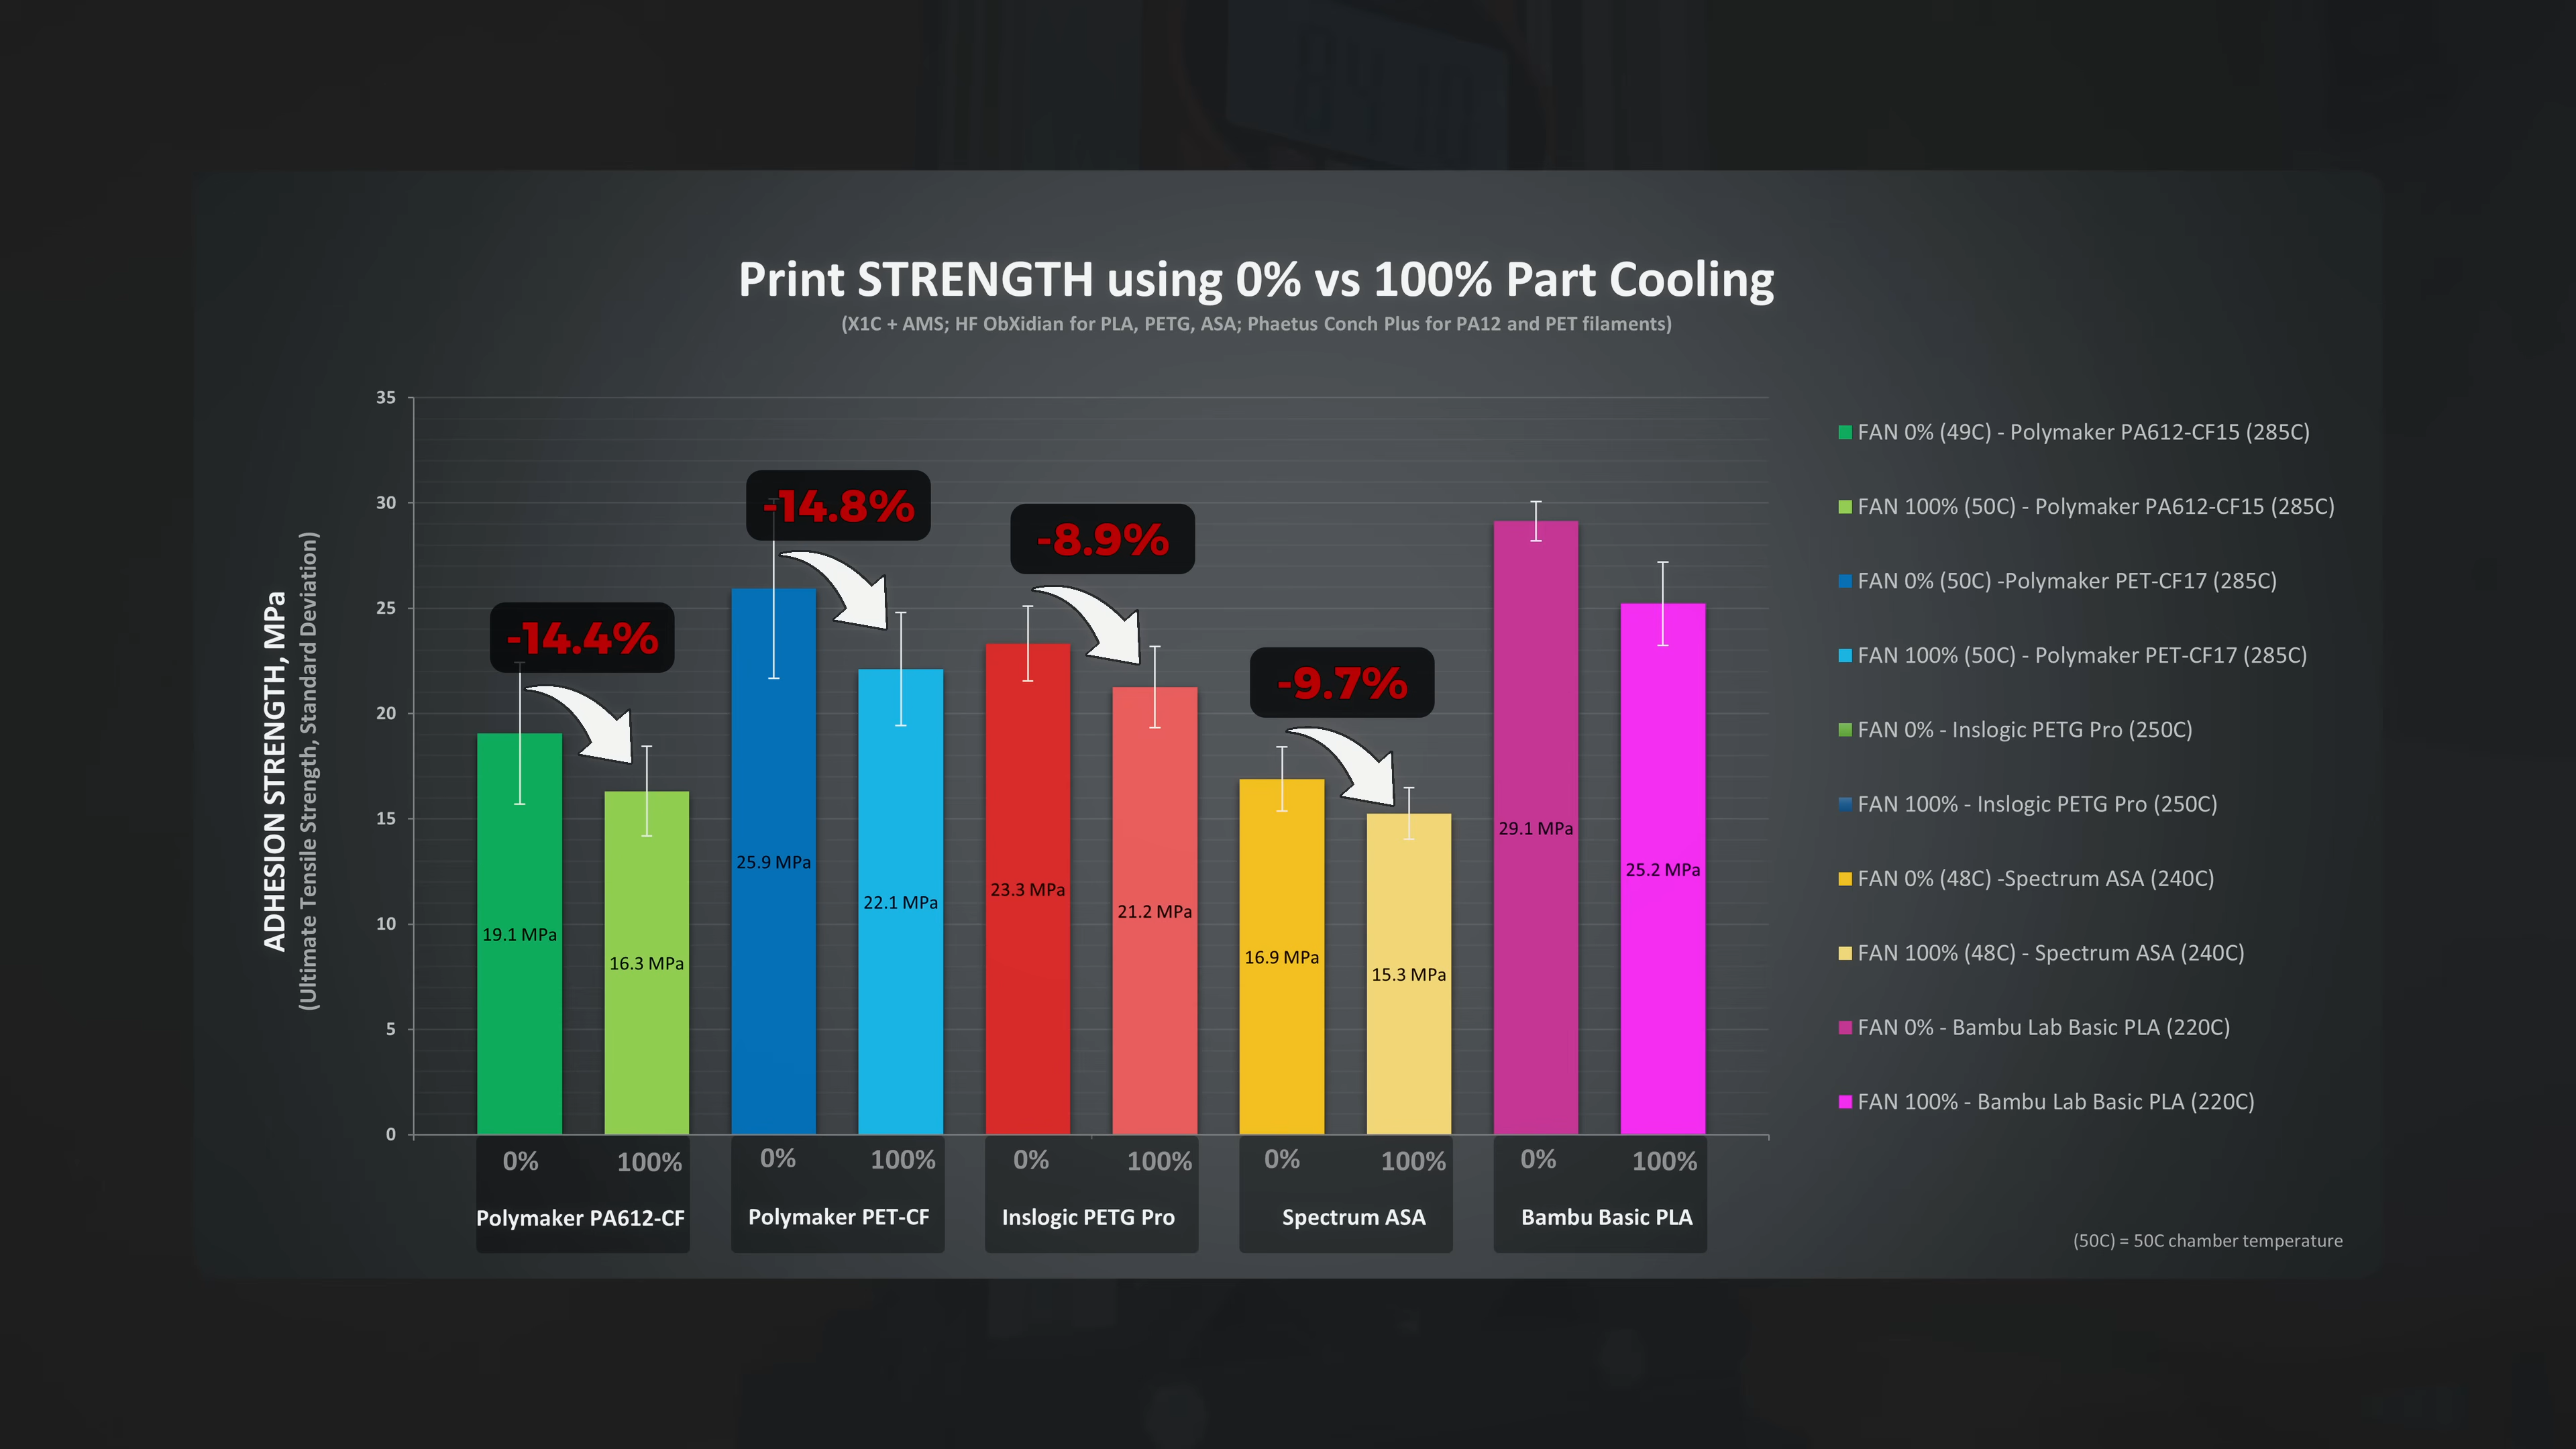 Print STRENGTH using 0% vs 100% Part Cooling
(X1C + AMS; HF ObXidian for PLA, PETG, ASA; Phaetus Conch Plus for PA12 and PET filaments)
ADHESION STRENGTH, MPa
(Ultimate Tensile Strength, Standard Deviation)
35
30
25
20
15
10
5
0
-14.4%
-14.8%
-8.9%
-9.7%
19.1 MPa
16.3 MPa
25.9 MPa
22.1 MPa
23.3 MPa
21.2 MPa
16.9 MPa
15.3 MPa
29.1 MPa
25.2 MPa
0% 100% 0% 100% 0% 100% 0% 100% 0% 100%
Polymaker PA612-CF Polymaker PET-CF Inslogic PETG Pro Spectrum ASA Bambu Basic PLA
FAN 0% (49C) - Polymaker PA612-CF15 (285C)
FAN 100% (50C) - Polymaker PA612-CF15 (285C)
FAN 0% (50C) -Polymaker PET-CF17 (285C)
FAN 100% (50C) - Polymaker PET-CF17 (285C)
FAN 0% - Inslogic PETG Pro (250C)
FAN 100% - Inslogic PETG Pro (250C)
FAN 0% (48C) -Spectrum ASA (240C)
FAN 100% (48C) - Spectrum ASA (240C)
FAN 0% - Bambu Lab Basic PLA (220C)
FAN 100% - Bambu Lab Basic PLA (220C)
(50C) = 50C chamber temperature